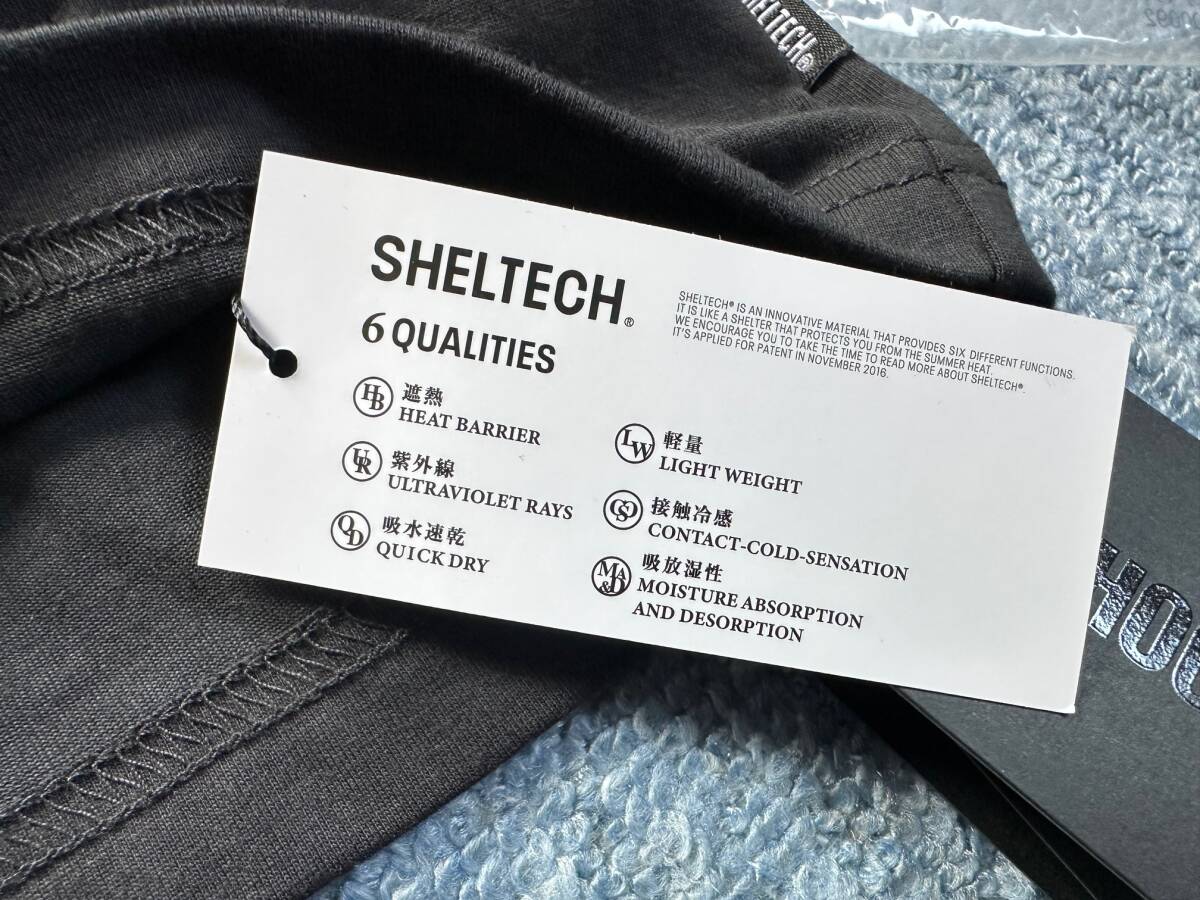 SHELTECH®
SHELTECH®
6 QUALITIES
SHELTECH® IS AN INNOVATIVE MATERIAL THAT PROVIDES SIX DIFFERENT FUNCTIONS.
IT IS LIKE A SHELTER THAT PROTECTS YOU FROM THE SUMMER HEAT.
WE ENCOURAGE YOU TO TAKE THE TIME TO READ MORE ABOUT SHELTECH®.
IT'S APPLIED FOR PATENT IN NOVEMBER 2016.
HB 遮熱
HEAT BARRIER
UR 紫外線
ULTRAVIOLET RAYS
QD 吸水速乾
QUICK DRY
LW 軽量
LIGHT WEIGHT
CSO 接触冷感
CONTACT-COLD-SENSATION
MA&D 吸放湿性
MOISTURE ABSORPTION
AND DESORPTION